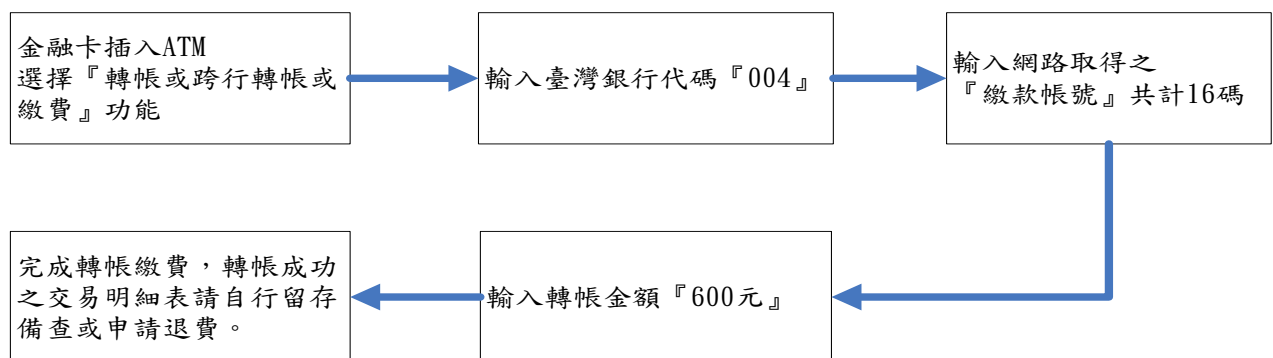 金融卡插入ATM
選擇『轉帳或跨行轉帳或
繳費』功能
輸入臺灣銀行代碼『004』
輸入網路取得之
『繳款帳號』共計16碼
輸入轉帳金額『600元』
完成轉帳繳費，轉帳成功
之交易明細表請自行留存
備查或申請退費。